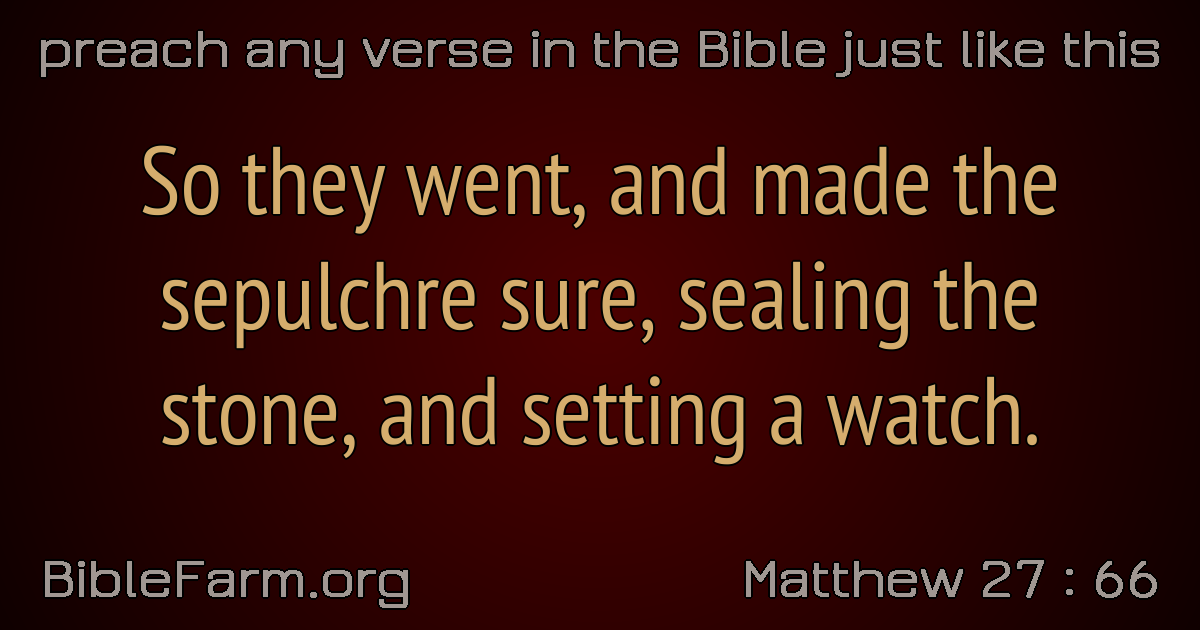 preach any verse in the Bible just like this
So they went, and made the
sepulchre sure, sealing the
stone, and setting a watch.
BibleFarm.org
Matthew 27 : 66